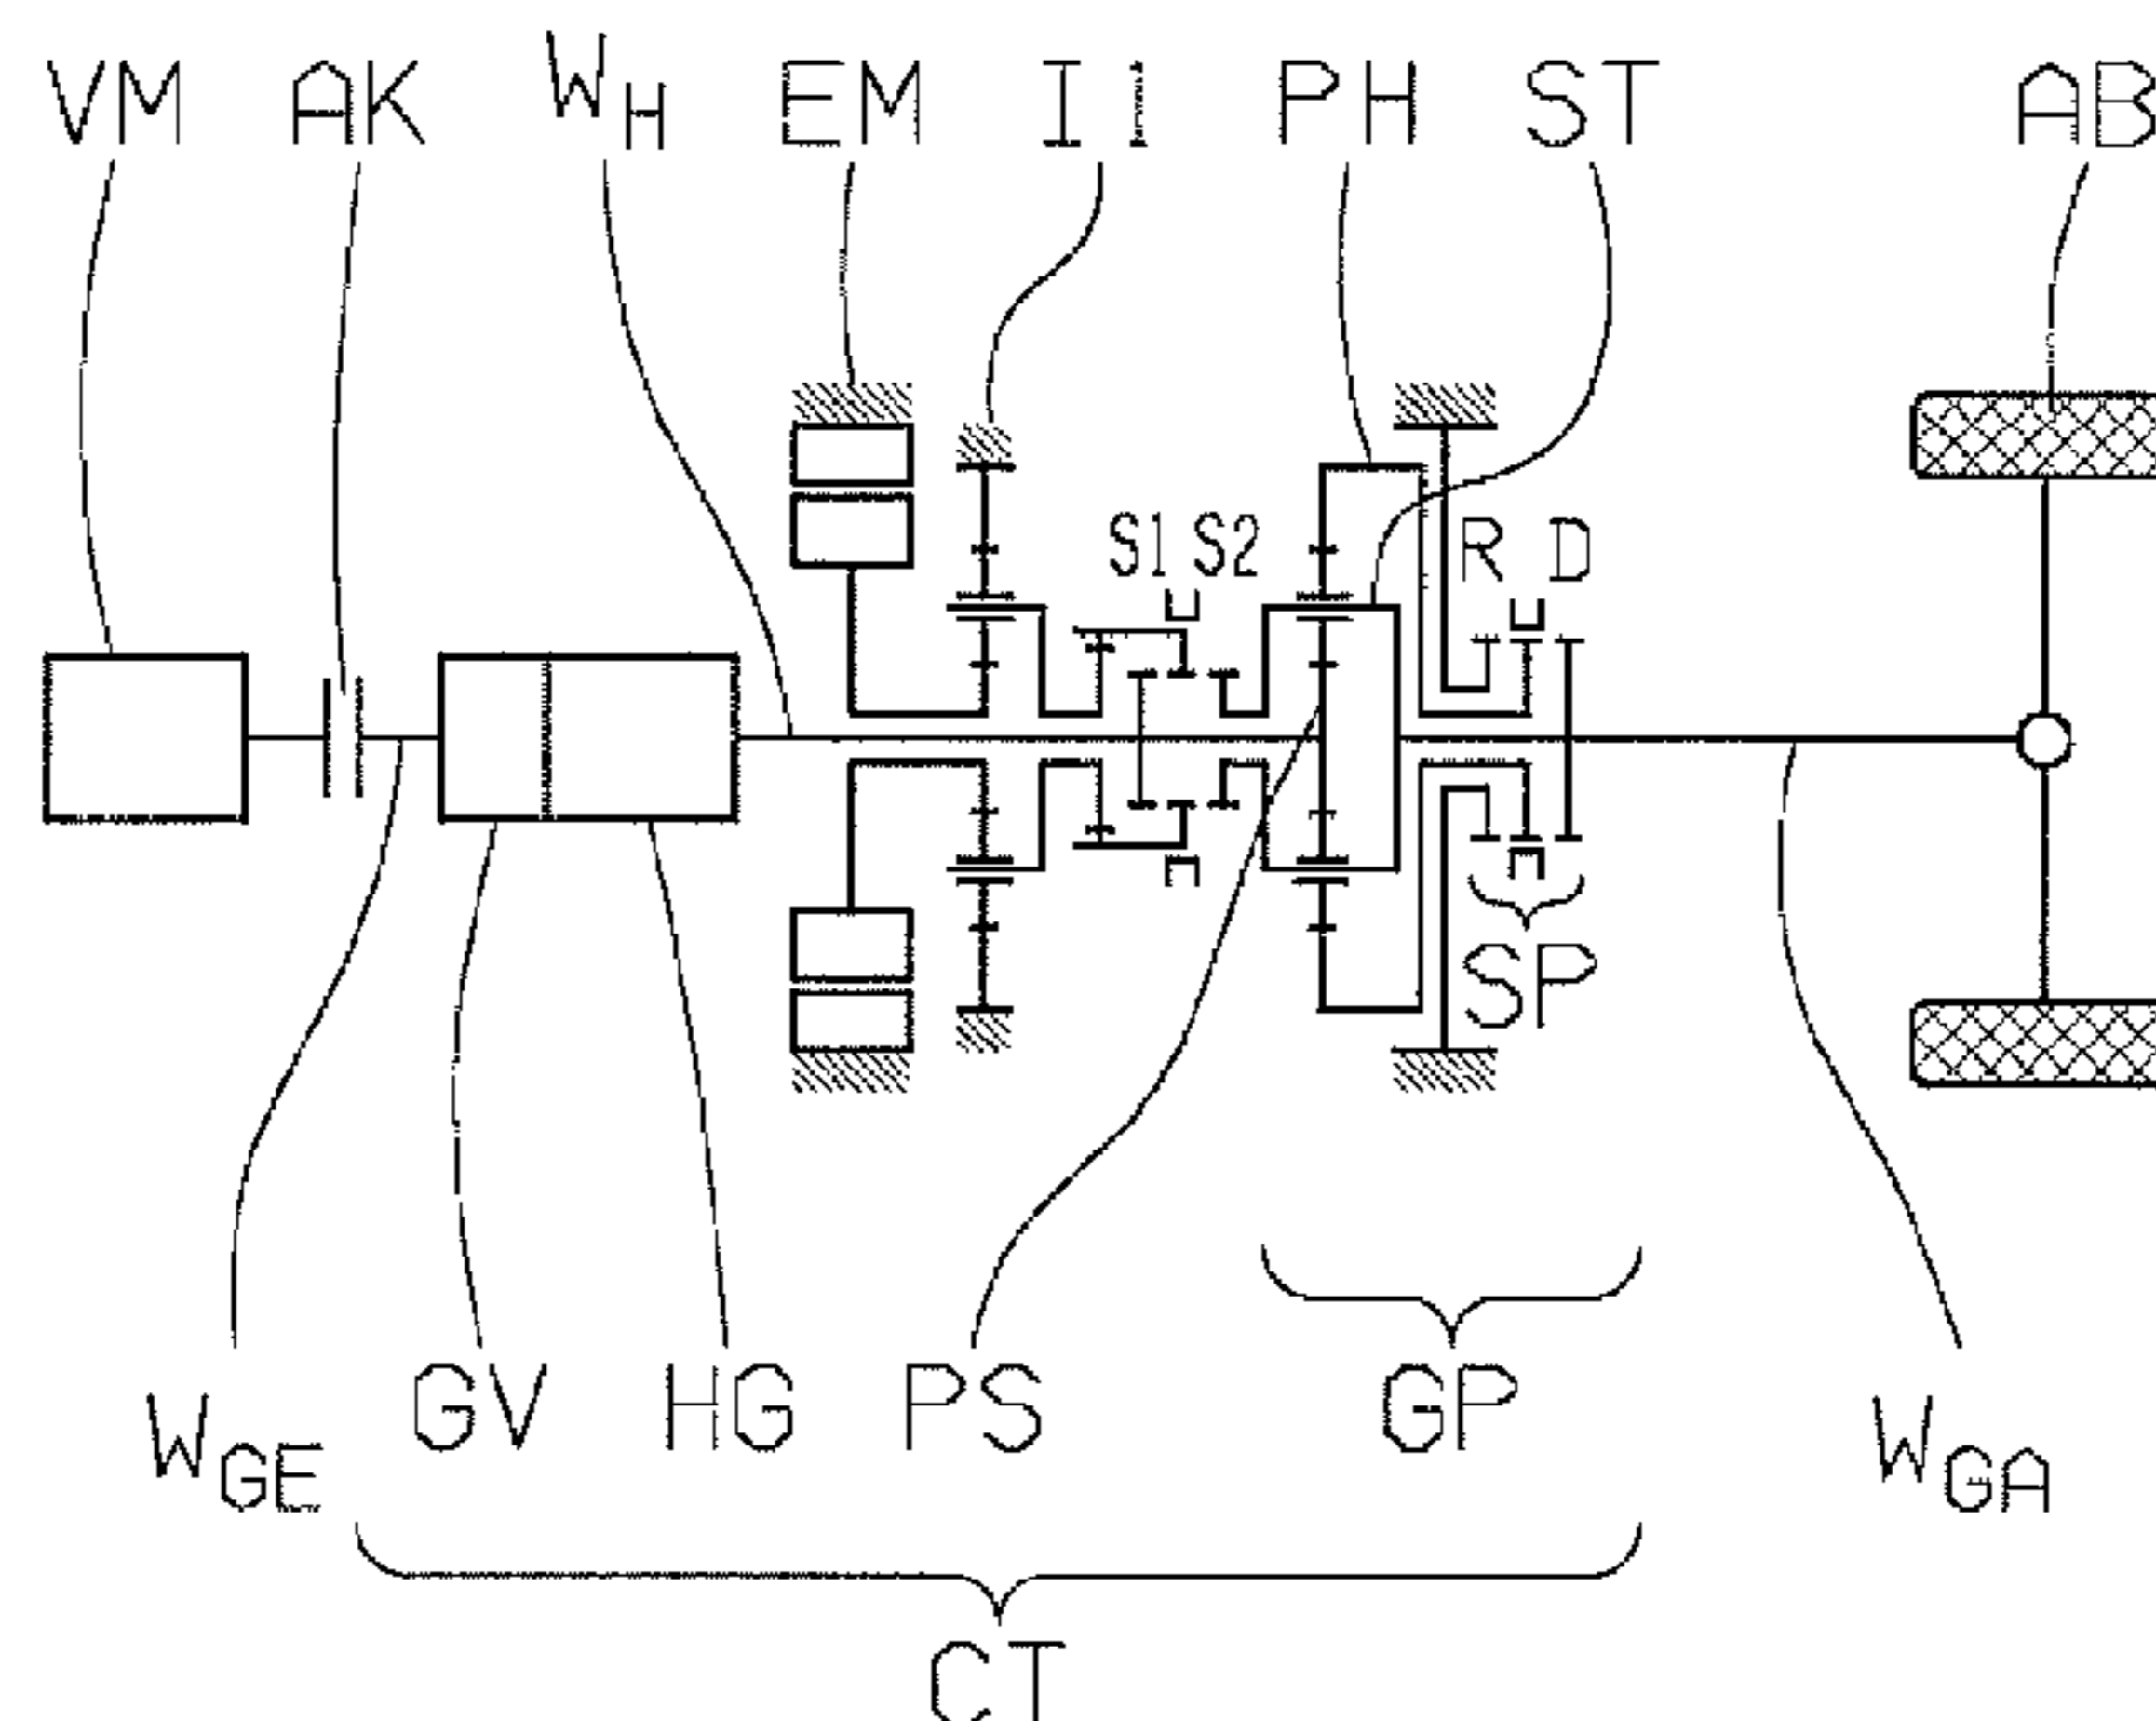 VM AK W_H EM I1 PH ST AB
S1 S2 R D
SP
W_GE GV HG PS GP W_GA
CT